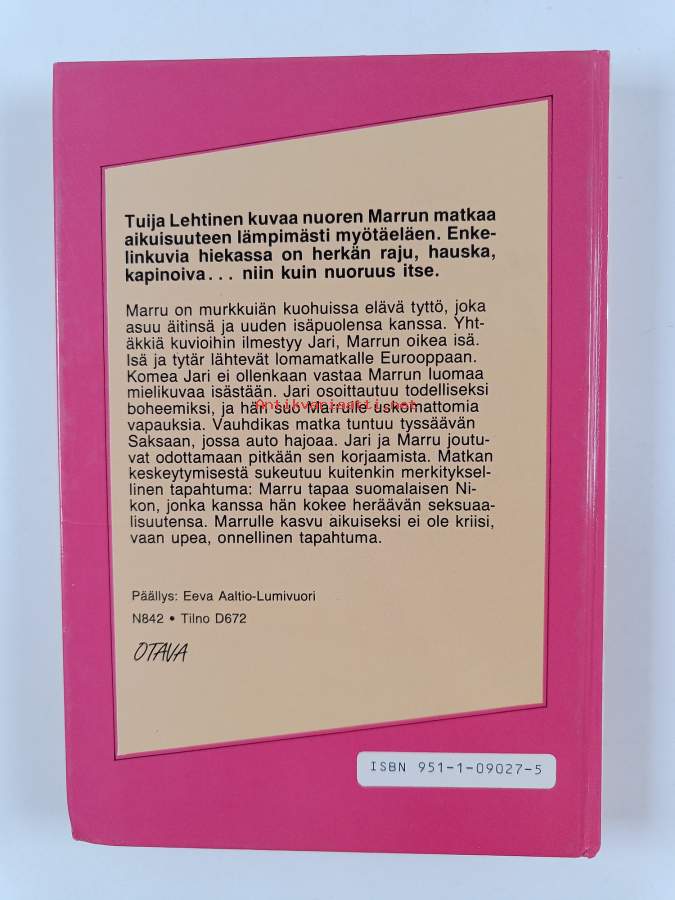 Tuija Lehtinen kuvaa nuoren Marrun matkaa
aikuisuuteen lämpimästi myötäeläen. Enke-
linkuvia hiekassa on herkän raju, hauska,
kapinoiva... niin kuin nuoruus itse.
Marru on murkkuiän kuohuissa elävä tyttö, joka
asuu äitinsä ja uuden isäpuolensa kanssa. Yht-
äkkiä kuvioihin ilmestyy Jari, Marrun oikea isä.
Isä ja tytär lähtevät lomamatkalle Eurooppaan.
Komea Jari ei ollenkaan vastaa Marrun luomaa
mielikuvaa isästään. Jari osoittautuu todelliseksi
boheemiksi, ja hän suo Marrulle uskomattomia
Antikvariaatti.net
vapauksia. Vauhdikas matka tuntuu tyssäävän
Saksaan, jossa auto hajoaa. Jari ja Marru joutu-
vat odottamaan pitkään sen korjaamista. Matkan
keskeytymisestä sukeutuu kuitenkin merkityksel-
linen tapahtuma: Marru tapaa suomalaisen Ni-
kon, jonka kanssa hän kokee heräävän seksuaa-
lisuutensa. Marrulle kasvu aikuiseksi ei ole kriisi,
vaan upea, onnellinen tapahtuma.
Päällys: Eeva Aaltio-Lumivuori
N842 • Tilno D672
OTAVA
ISBN 951-1-09027-5